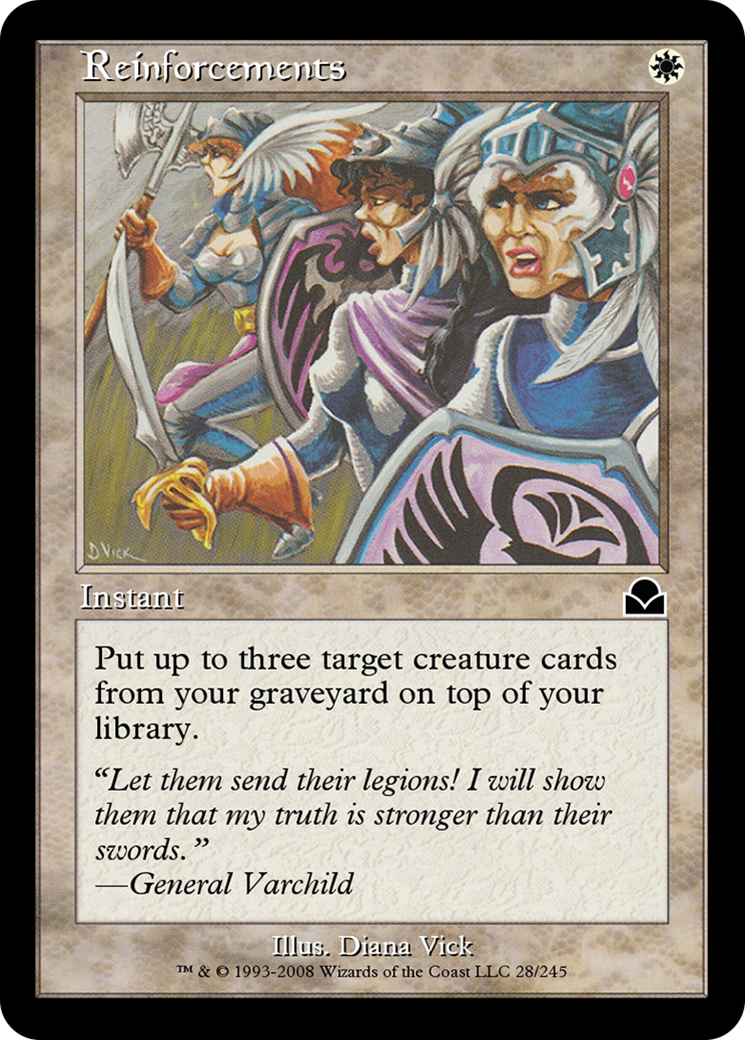 Reinforcements
D Vick
Instant
Put up to three target creature cards
from your graveyard on top of your
library.
“Let them send their legions! I will show
them that my truth is stronger than their
swords.”
—General Varchild
Illus. Diana Vick
™ & © 1993-2008 Wizards of the Coast LLC 28/245